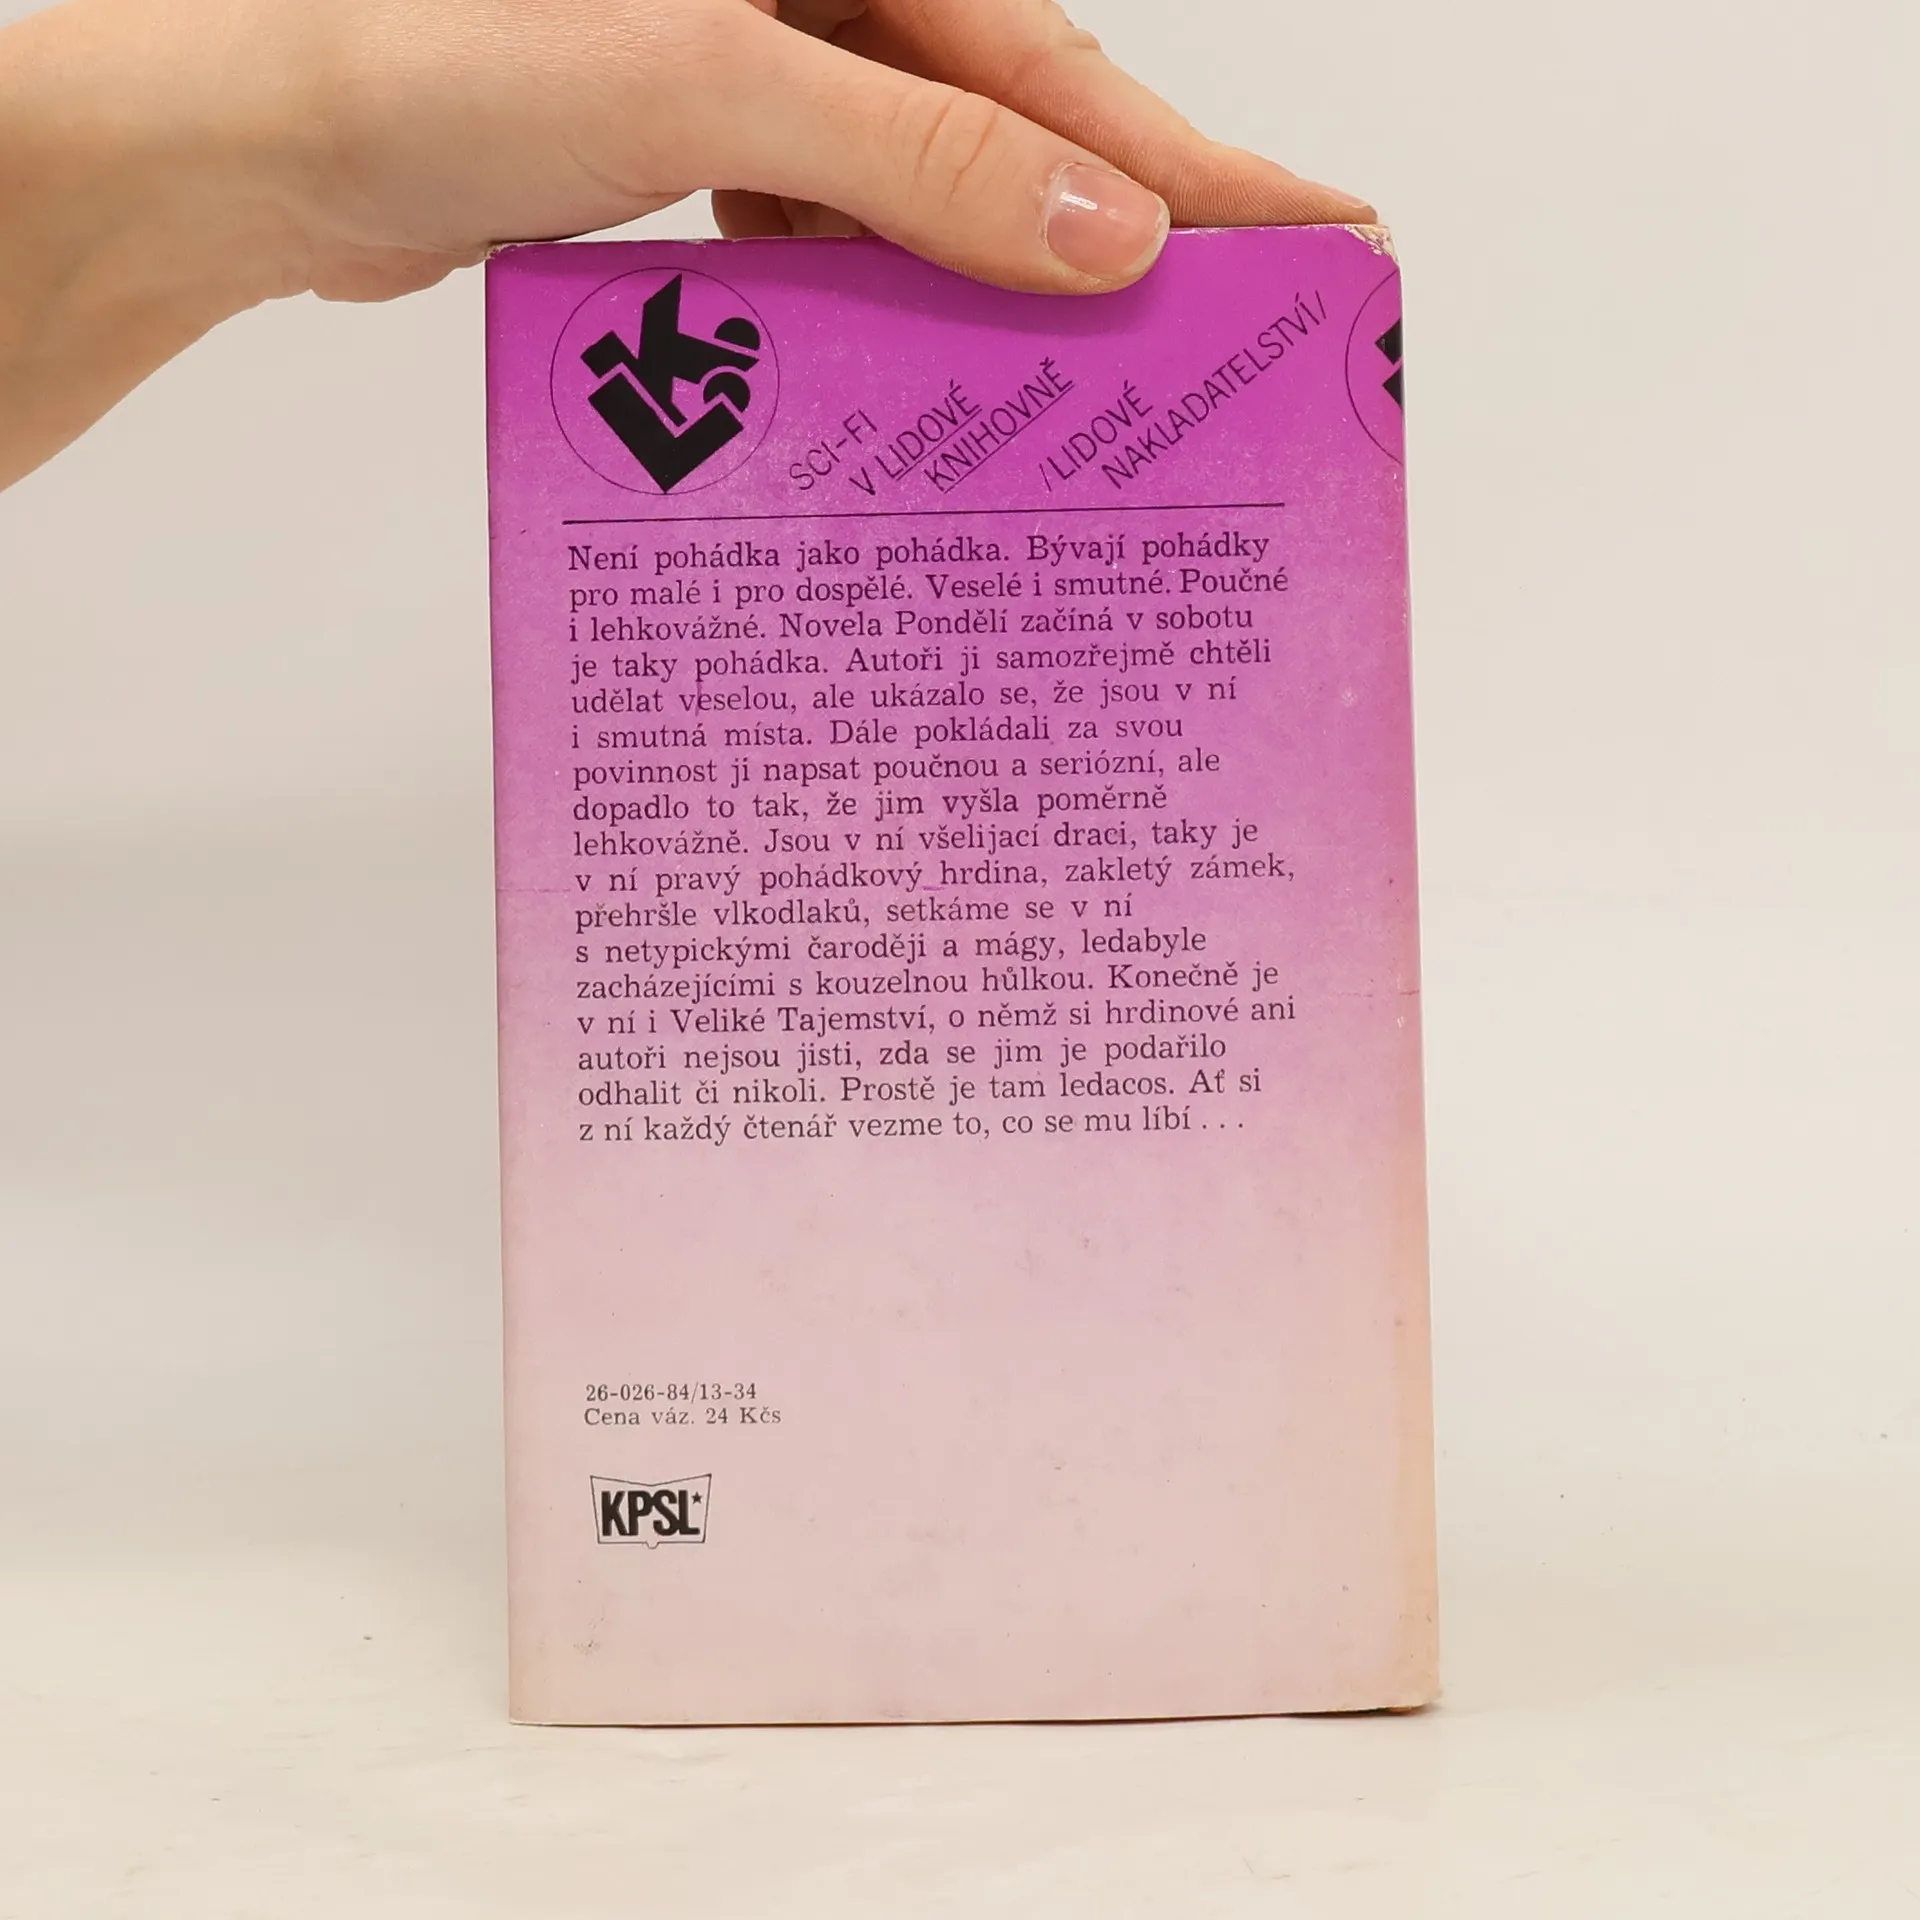 SCI-FI
V LIDOVÉ
KNIHOVNĚ
/LIDOVÉ
NAKLADATELSTVÍ/
Není pohádka jako pohádka. Bývají pohádky
pro malé i pro dospělé. Veselé i smutné. Poučné
i lehkovážné. Novela Pondělí začíná v sobotu
je taky pohádka. Autoři ji samozřejmě chtěli
udělat veselou, ale ukázalo se, že jsou v ní
i smutná místa. Dále pokládali za svou
povinnost ji napsat poučnou a seriózní, ale
dopadlo to tak, že jim vyšla poměrně
lehkovážně. Jsou v ní všelijací draci, taky je
v ní pravý pohádkový hrdina, zakletý zámek,
přehršle vlkodlaků, setkáme se v ní
s netypickými čaroději a mágy, ledabyle
zacházejícími s kouzelnou hůlkou. Konečně je
v ní i Veliké Tajemství, o němž si hrdinové ani
autoři nejsou jisti, zda se jim je podařilo
odhalit či nikoli. Prostě je tam ledacos. Ať si
z ní každý čtenář vezme to, co se mu líbí . . .
26-026-84/13-34
Cena váz. 24 Kčs
KPSL